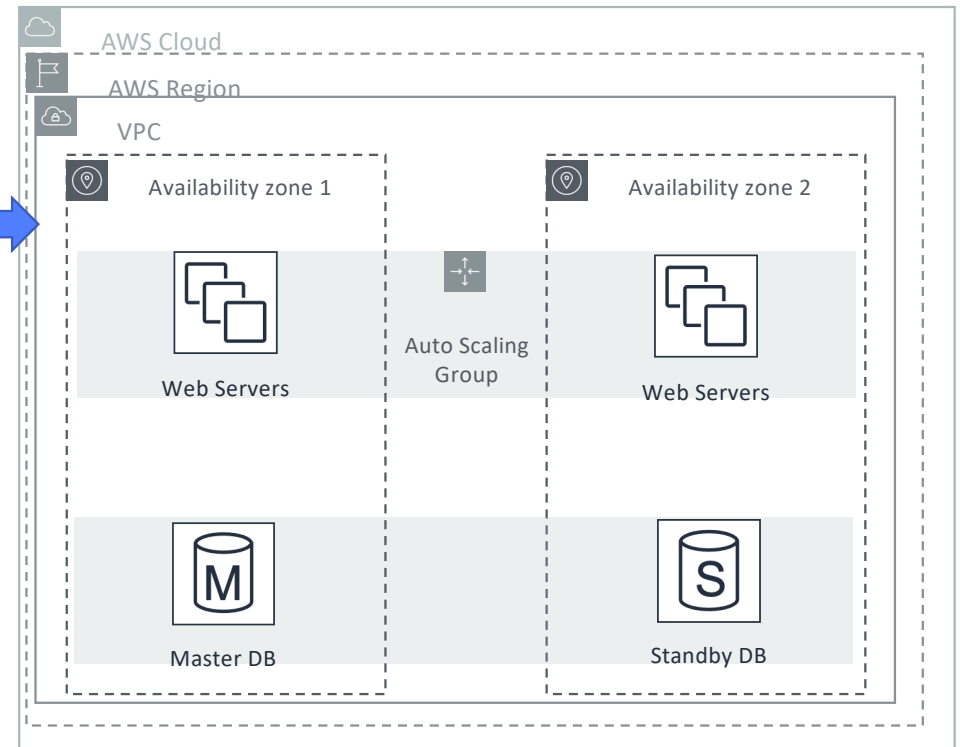 AWS Cloud
AWS Region
VPC
Availability zone 1
Availability zone 2
Auto Scaling
Group
Web Servers
Web Servers
M
S
Master DB
Standby DB